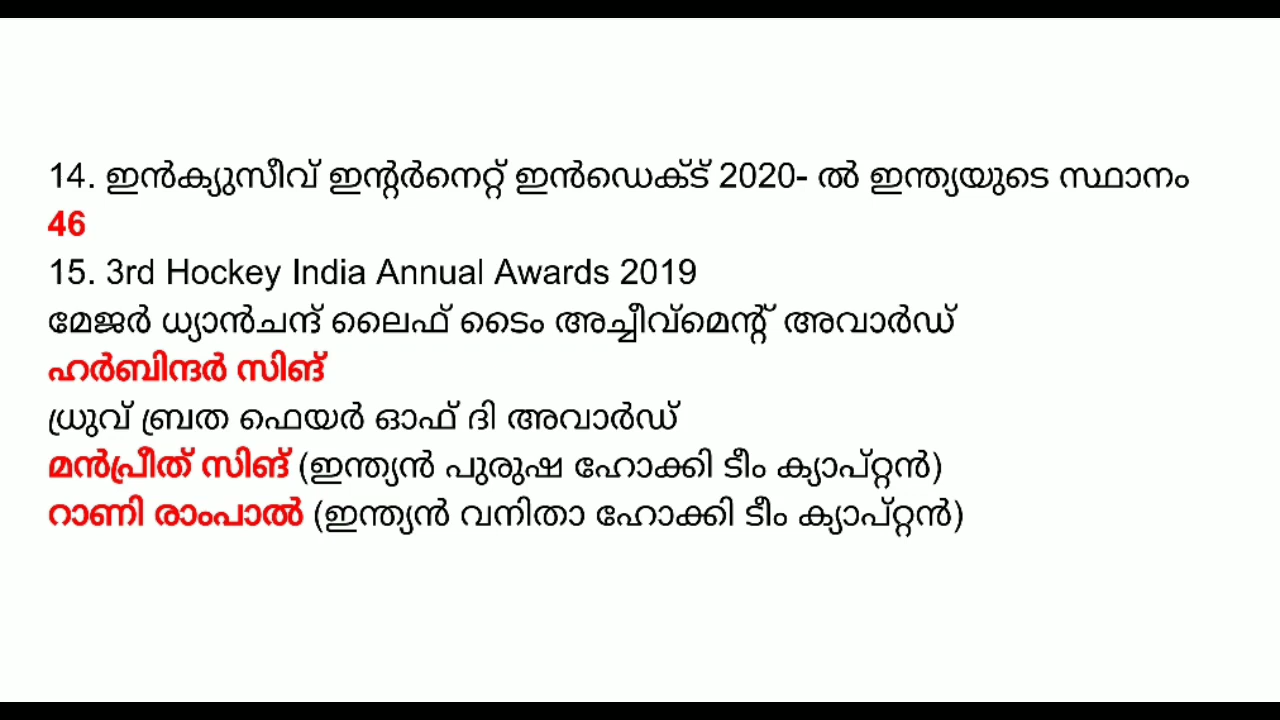 14. ഇൻക്യുസീവ് ഇന്റർനെറ്റ് ഇൻഡെക്ട് 2020- ൽ ഇന്ത്യയുടെ സ്ഥാനം
46
15. 3rd Hockey India Annual Awards 2019
മേജർ ധ്യാൻചന്ദ് ലൈഫ് ടൈം അച്ചീവ്മെന്റ് അവാർഡ്
ഹർബിന്ദർ സിങ്
ധ്രുവ് ബ്രത ഫെയർ ഓഫ് ദി അവാർഡ്
മൻപ്രീത് സിങ് (ഇന്ത്യൻ പുരുഷ ഹോക്കി ടീം ക്യാപ്റ്റൻ)
റാണി രാംപാൽ (ഇന്ത്യൻ വനിതാ ഹോക്കി ടീം ക്യാപ്റ്റൻ)